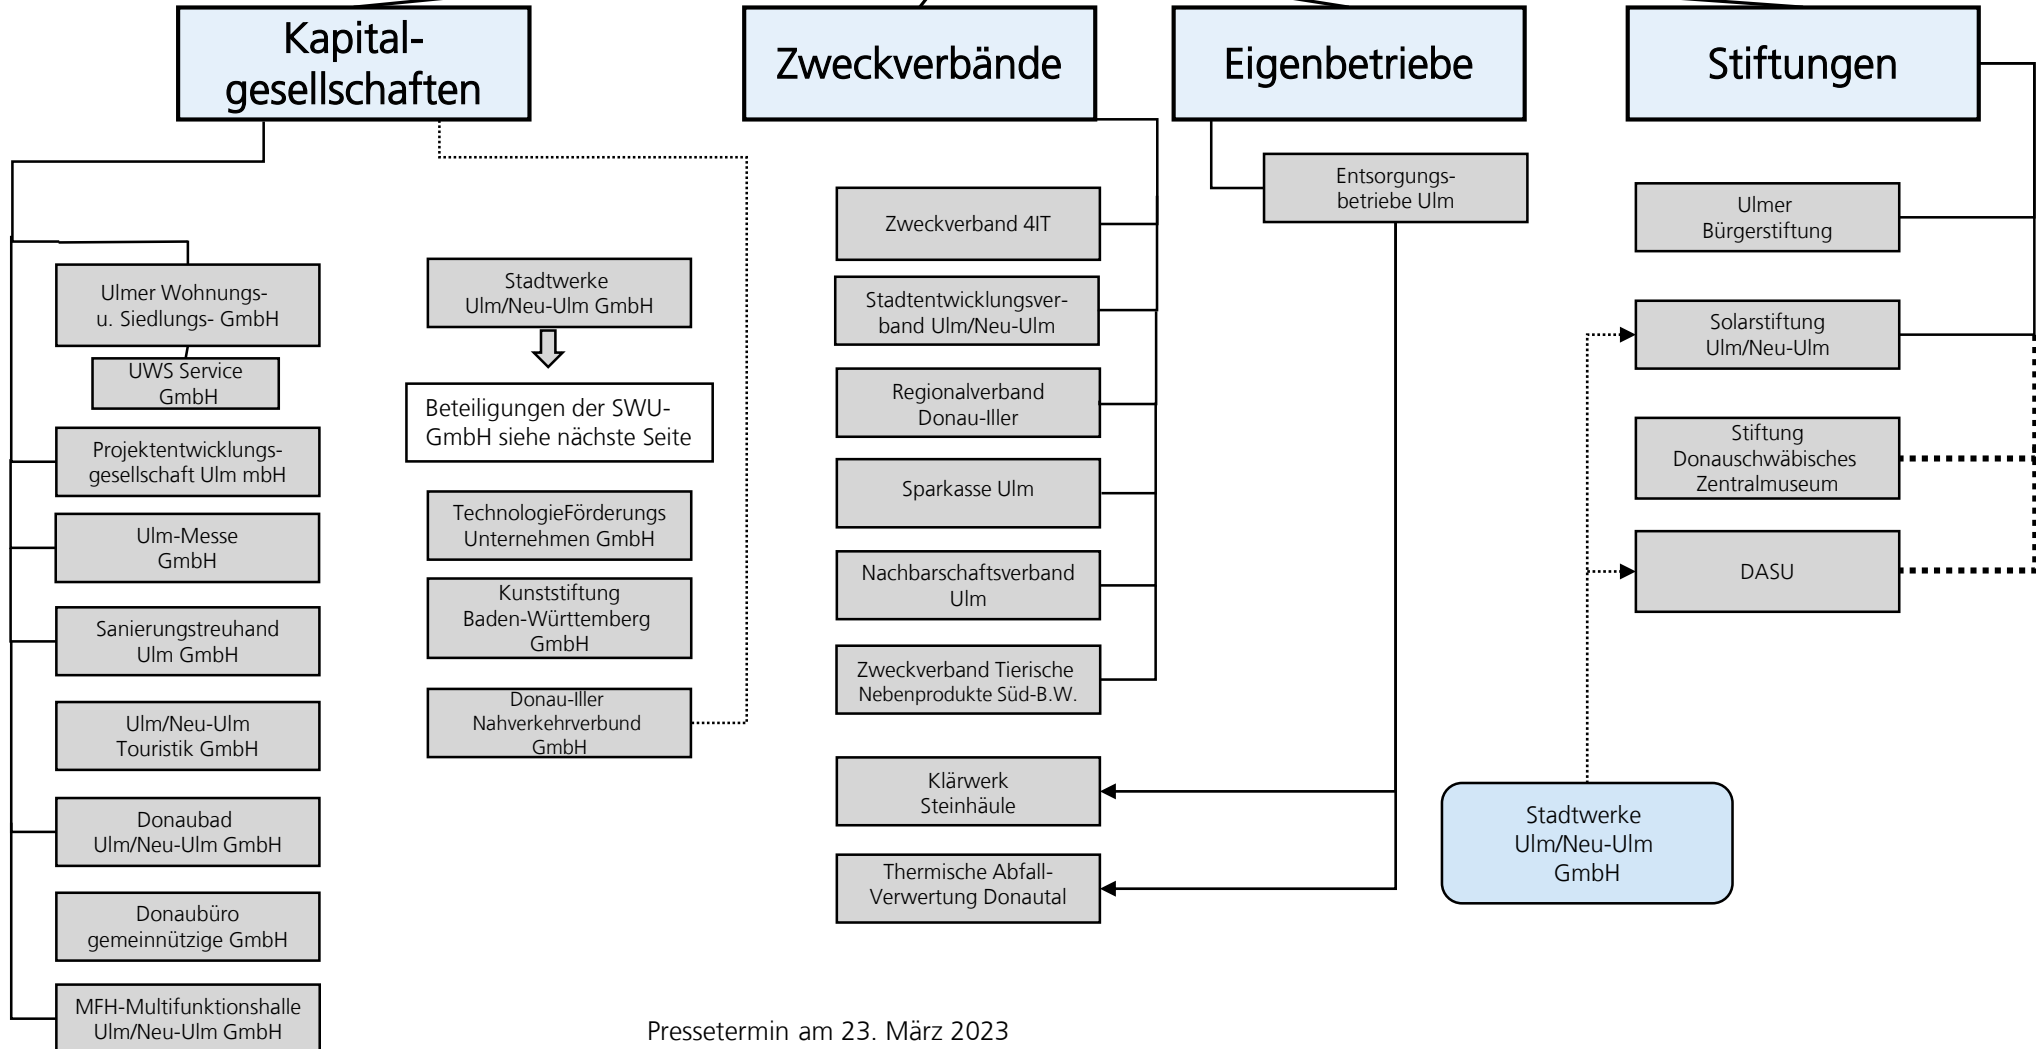 Kapital-
gesellschaften
Zweckverbände
Eigenbetriebe
Stiftungen
Ulmer Wohnungs-
u. Siedlungs- GmbH
UWS Service
GmbH
Projektentwicklungs-
gesellschaft Ulm mbH
Ulm-Messe
GmbH
Sanierungstreuhand
Ulm GmbH
Ulm/Neu-Ulm
Touristik GmbH
Donaubad
Ulm/Neu-Ulm GmbH
Donaubüro
gemeinnützige GmbH
MFH-Multifunktionshalle
Ulm/Neu-Ulm GmbH
Stadtwerke
Ulm/Neu-Ulm GmbH
Beteiligungen der SWU-
GmbH siehe nächste Seite
TechnologieFörderungs
Unternehmen GmbH
Kunststiftung
Baden-Württemberg
GmbH
Donau-Iller
Nahverkehrverbund
GmbH
Zweckverband 4IT
Stadtentwicklungsver-
band Ulm/Neu-Ulm
Regionalverband
Donau-Iller
Sparkasse Ulm
Nachbarschaftsverband
Ulm
Zweckverband Tierische
Nebenprodukte Süd-B.W.
Klärwerk
Steinhäule
Thermische Abfall-
Verwertung Donautal
Entsorgungs-
betriebe Ulm
Ulmer
Bürgerstiftung
Solarstiftung
Ulm/Neu-Ulm
Stiftung
Donauschwäbisches
Zentralmuseum
DASU
Stadtwerke
Ulm/Neu-Ulm
GmbH
Pressetermin am 23. März 2023